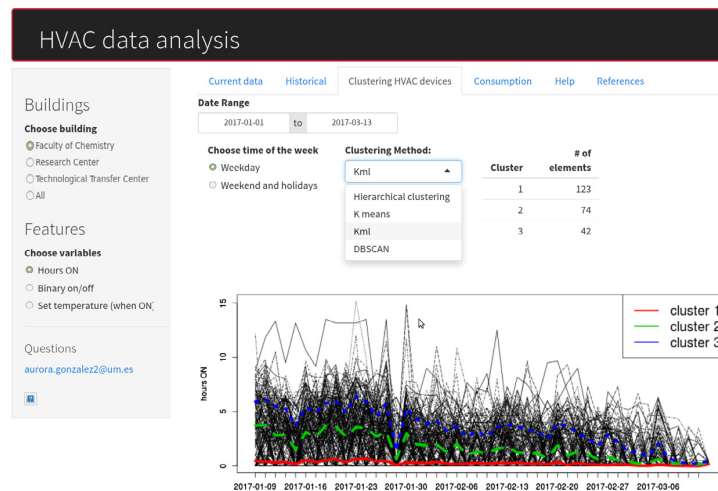 HVAC data analysis
Buildings
Choose building
Faculty of Chemistry
Research Center
Technological Transfer Center
All
Features
Choose variables
Hours ON
Binary on/off
Set temperature (when ON)
Questions
aurora.gonzalez2@um.es
?
Current data Historical Clustering HVAC devices Consumption Help References
Date Range
2017-01-01 to 2017-03-13
Choose time of the week
Weekday
Weekend and holidays
Clustering Method:
Kml
Hierarchical clustering
K means
Kml
DBSCAN
# of
Cluster elements
1 123
2 74
3 42
hours ON
15
10
5
0
cluster 1
cluster 2
cluster 3
2017-01-09 2017-01-16 2017-01-23 2017-01-30 2017-02-06 2017-02-13 2017-02-20 2017-02-27 2017-03-06